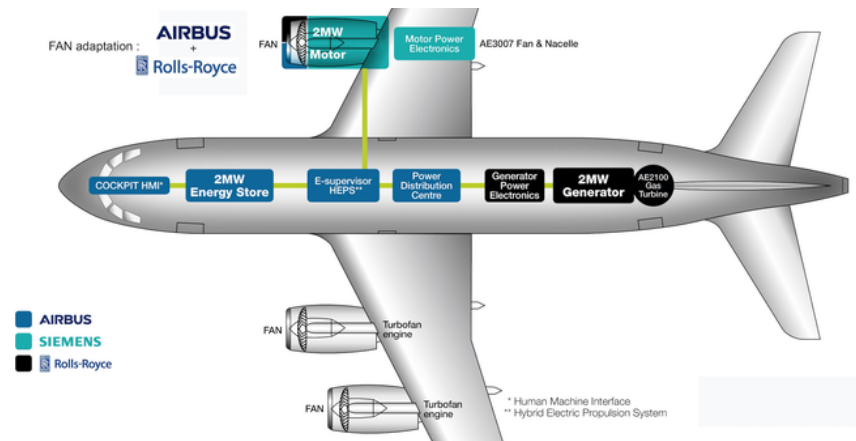 FAN adaptation :
AIRBUS
+
Rolls-Royce
FAN
2MW
Motor
Motor Power
Electronics
AE3007 Fan & Nacelle
COCKPIT HMI*
2MW
Energy Store
E-supervisor
HEPS**
Power
Distribution
Centre
Generator
Power
Electronics
2MW
Generator
AE2100
Gas
Turbine
AIRBUS
SIEMENS
Rolls-Royce
FAN
Turbofan
engine
FAN
Turbofan
engine
* Human Machine Interface
** Hybrid Electric Propulsion System